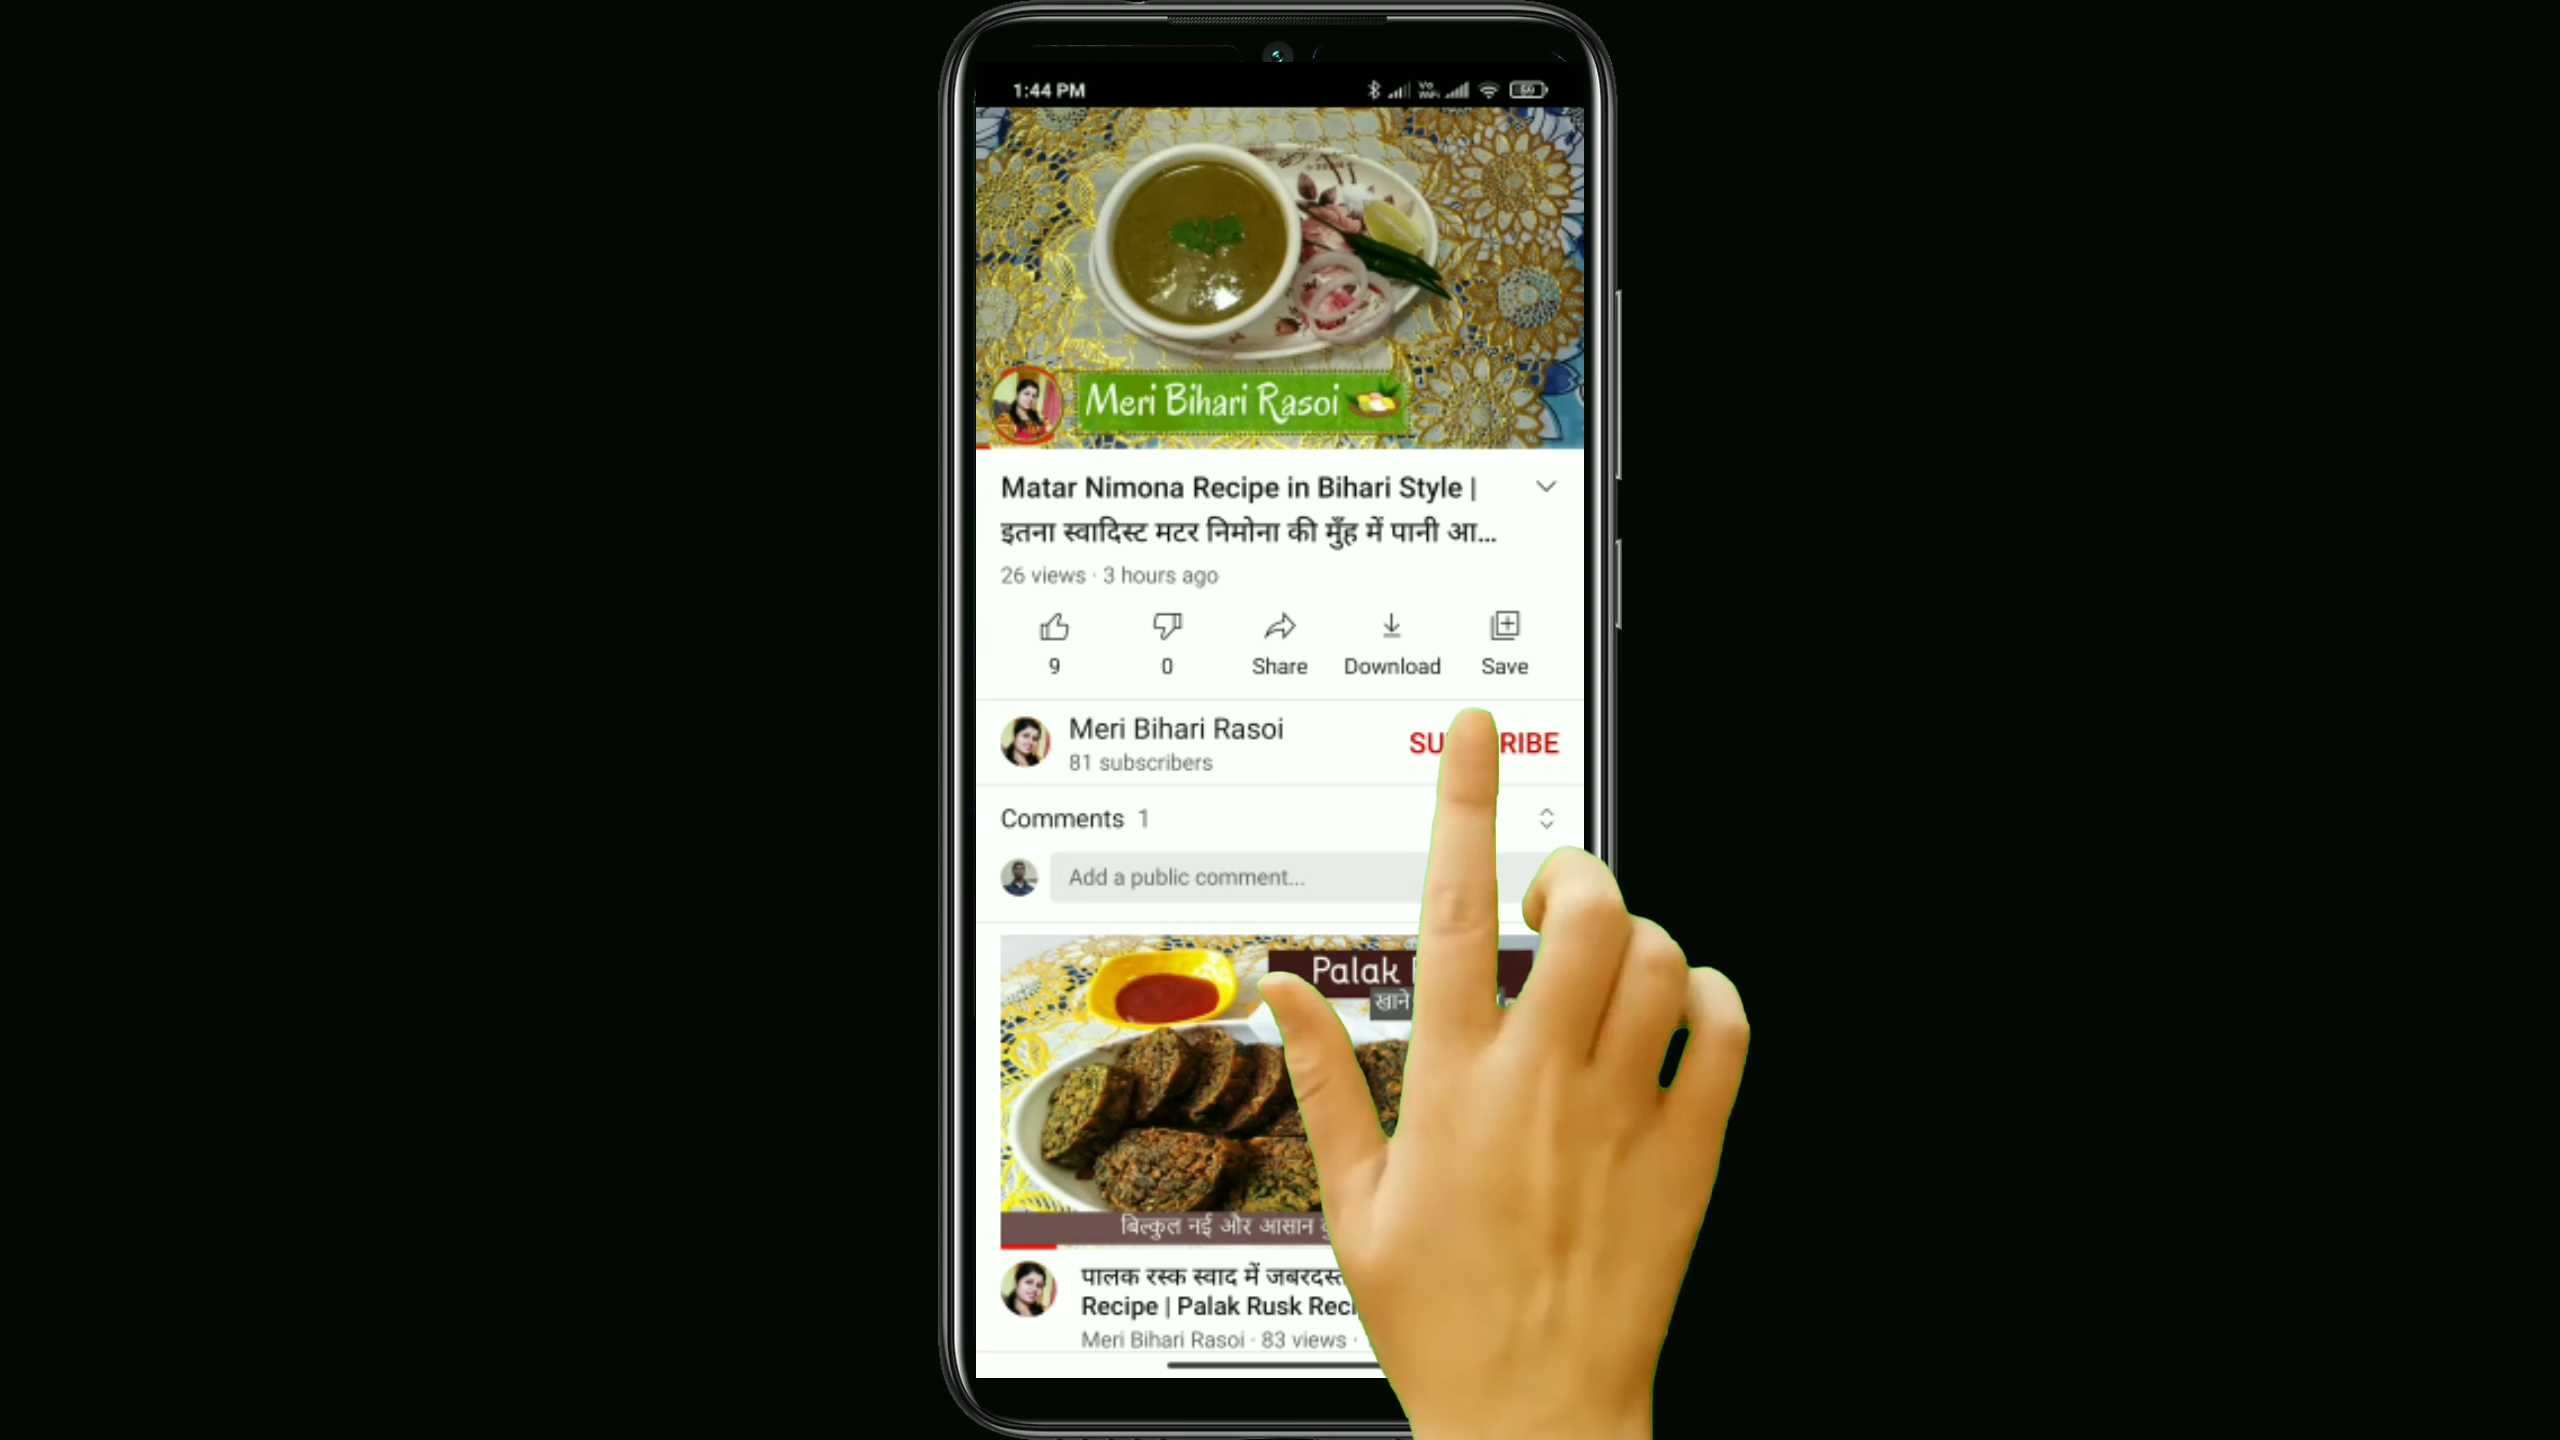 1:44 PM
Meri Bihari Rasoi
Matar Nimona Recipe in Bihari Style |
इतना स्वादिस्ट मटर निमोना की मुँह में पानी आ...
26 views · 3 hours ago
9
0
Share
Download
Save
Meri Bihari Rasoi
81 subscribers
SU RIBE
Comments 1
Add a public comment...
Palak
खाने
बिल्कुल नई और आसान
पालक रस्क स्वाद में
Recipe | Palak Rusk
Meri Bihari Rasoi · 83 views ·